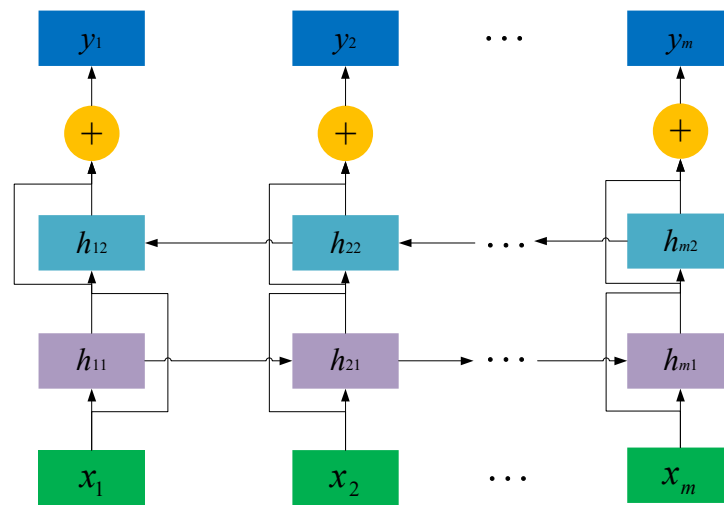 y1 y2 ... ym
+ + +
h12 h22 ... hm2
h11 h21 ... hm1
x1 x2 ... xm